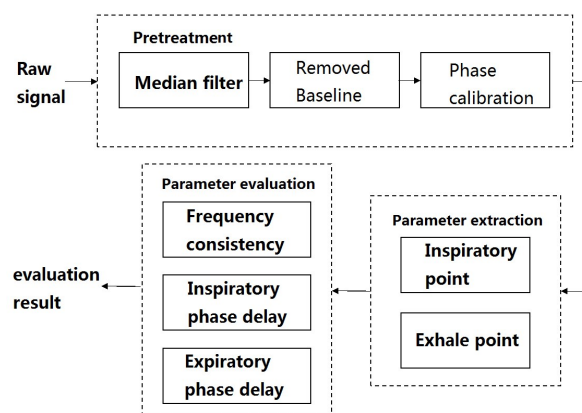 Pretreatment
Raw
signal
Median filter
Removed
Baseline
Phase
calibration
Parameter evaluation
Frequency
consistency
Inspiratory
phase delay
Expiratory
phase delay
Parameter extraction
Inspiratory
point
Exhale point
evaluation
result